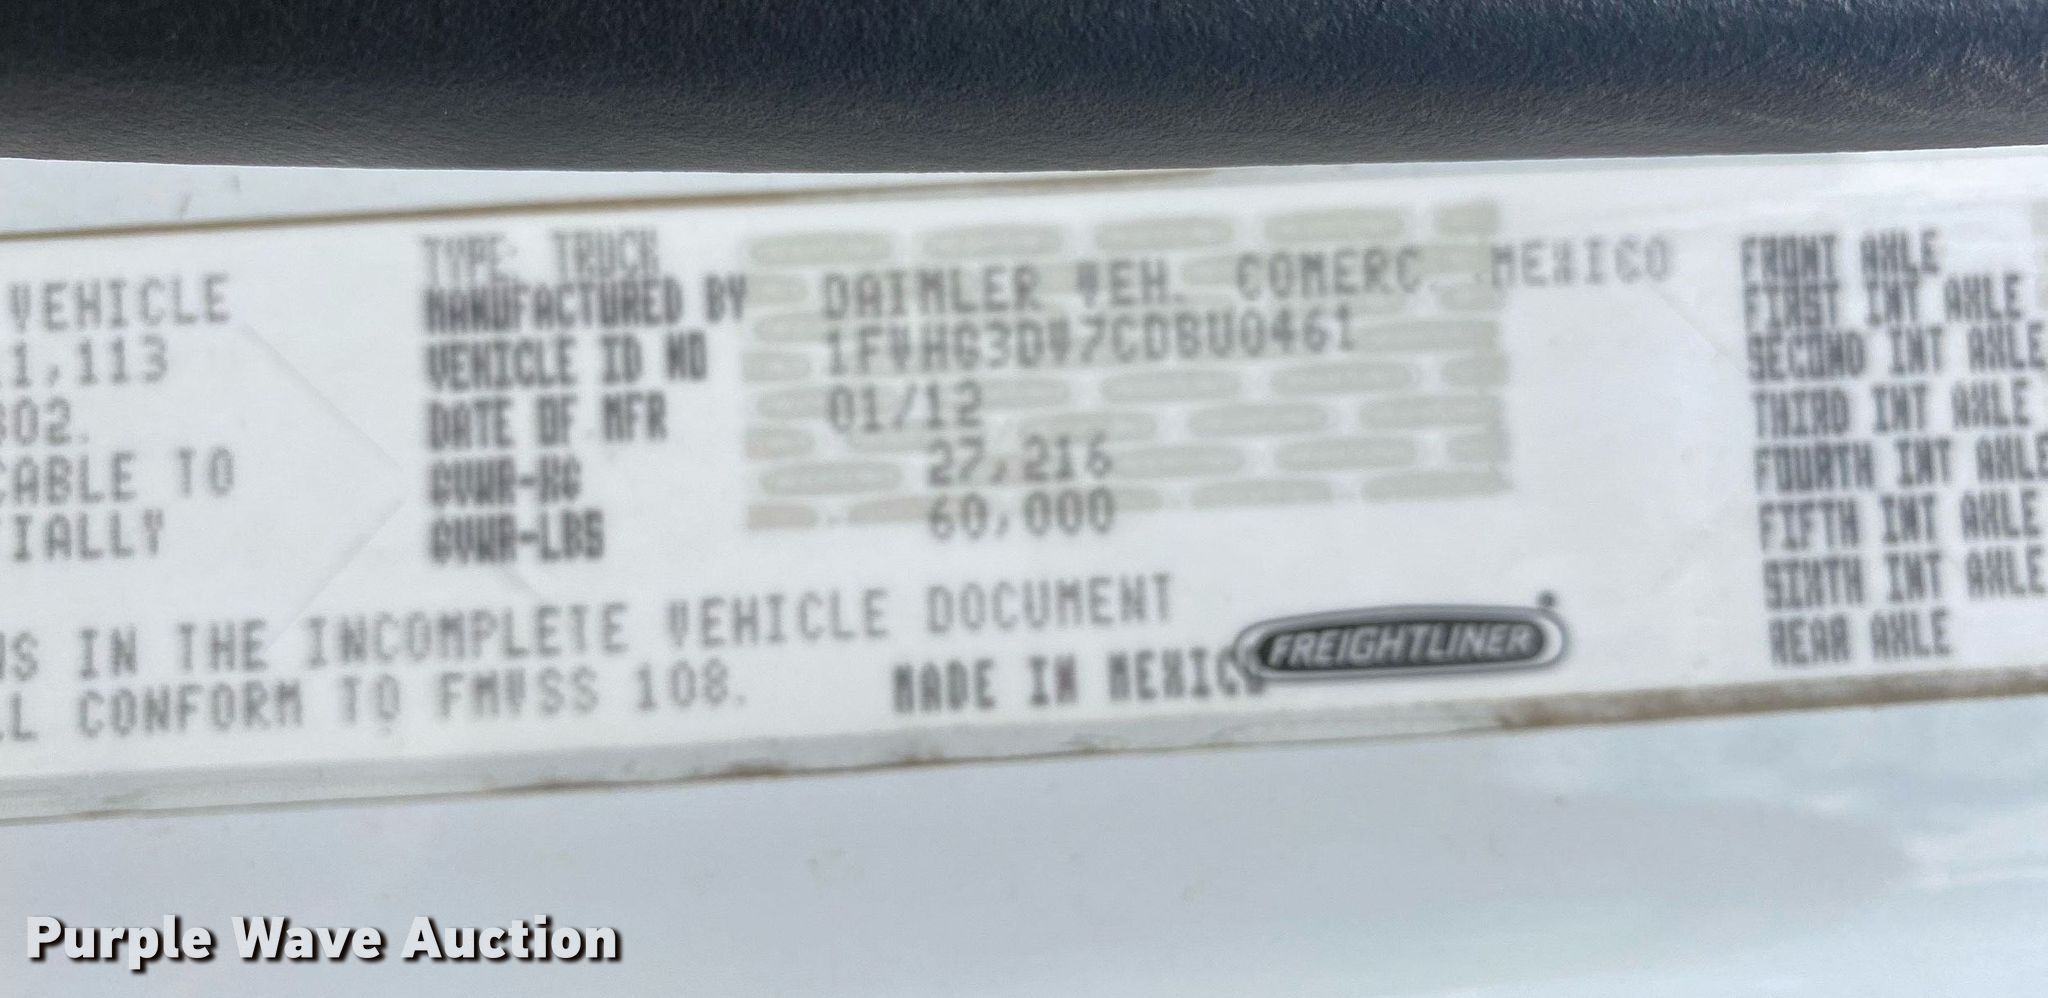 VEHICLE
1,113
302.
CABLE TO
IALLY
NS IN THE INCOMPLETE VEHICLE DOCUMENT
LL CONFORM TO FMVSS 108.
TYPE: TRUCK
MANUFACTURED BY DAIMLER VEH. COMERC. MEXICO
VEHICLE ID NO 1FVHG3DV7CDBU0461
DATE OF MFR 01/12
GVWR-KG 27,216
GVWR-LBS 60,000
MADE IN MEXICO
FREIGHTLINER
FRONT AXLE
FIRST INT AXLE
SECOND INT AXLE
THIRD INT AXLE
FOURTH INT AXLE
FIFTH INT AXLE
SIXTH INT AXLE
REAR AXLE
Purple Wave Auction